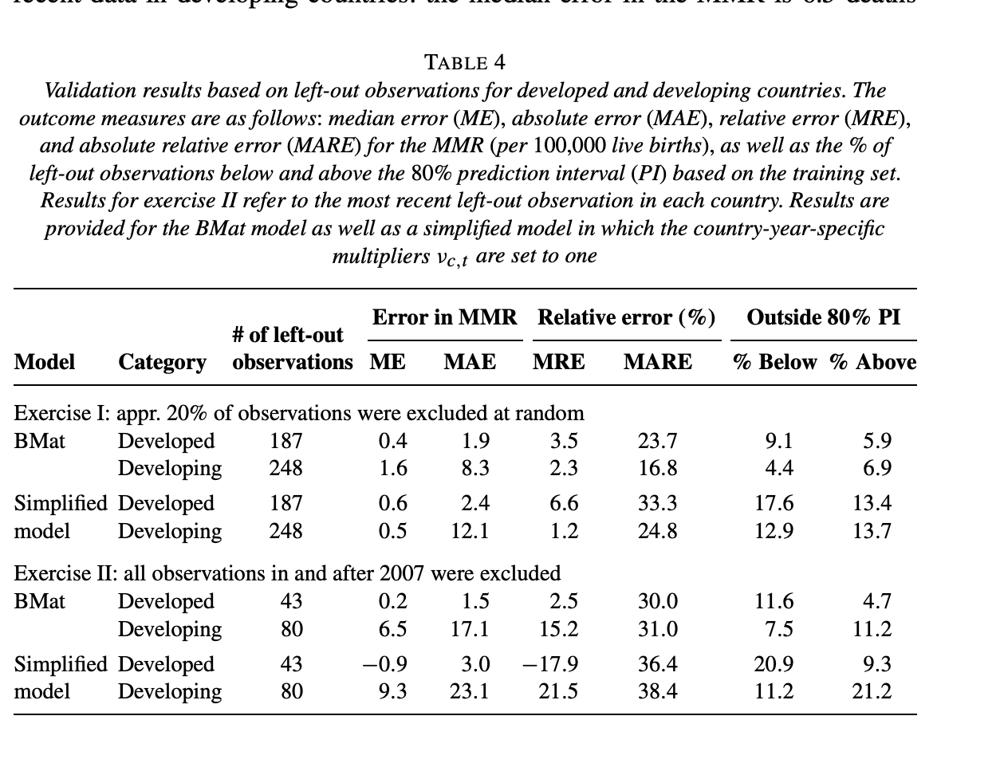 TABLE 4
Validation results based on left-out observations for developed and developing countries. The
outcome measures are as follows: median error (ME), absolute error (MAE), relative error (MRE),
and absolute relative error (MARE) for the MMR (per 100,000 live births), as well as the % of
left-out observations below and above the 80% prediction interval (PI) based on the training set.
Results for exercise II refer to the most recent left-out observation in each country. Results are
provided for the BMat model as well as a simplified model in which the country-year-specific
multipliers νc,t are set to one
Error in MMR Relative error (%) Outside 80% PI
# of left-out
Model Category observations ME MAE MRE MARE % Below % Above
Exercise I: appr. 20% of observations were excluded at random
BMat Developed 187 0.4 1.9 3.5 23.7 9.1 5.9
Developing 248 1.6 8.3 2.3 16.8 4.4 6.9
Simplified Developed 187 0.6 2.4 6.6 33.3 17.6 13.4
model Developing 248 0.5 12.1 1.2 24.8 12.9 13.7
Exercise II: all observations in and after 2007 were excluded
BMat Developed 43 0.2 1.5 2.5 30.0 11.6 4.7
Developing 80 6.5 17.1 15.2 31.0 7.5 11.2
Simplified Developed 43 −0.9 3.0 −17.9 36.4 20.9 9.3
model Developing 80 9.3 23.1 21.5 38.4 11.2 21.2